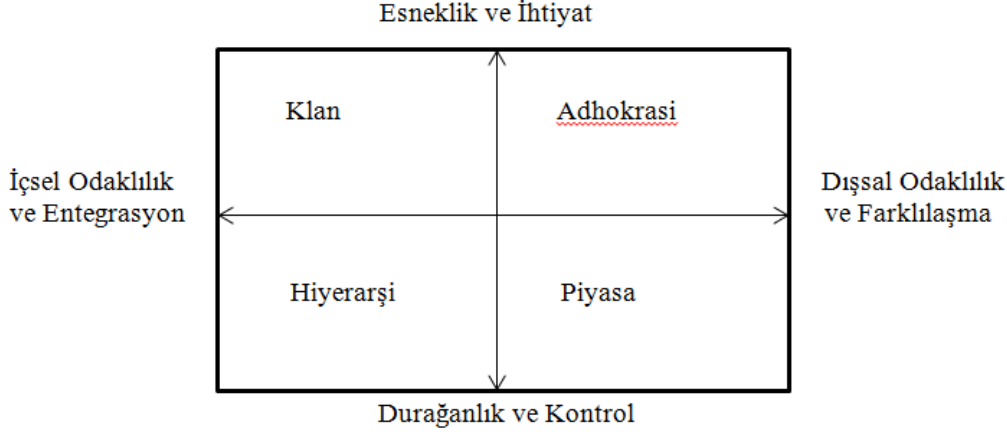 Esneklik ve İhtiyat
Klan
Adhokrasi
İçsel Odaklılık
ve Entegrasyon
Dışsal Odaklılık
ve Farklılaşma
Hiyerarşi
Piyasa
Durağanlık ve Kontrol